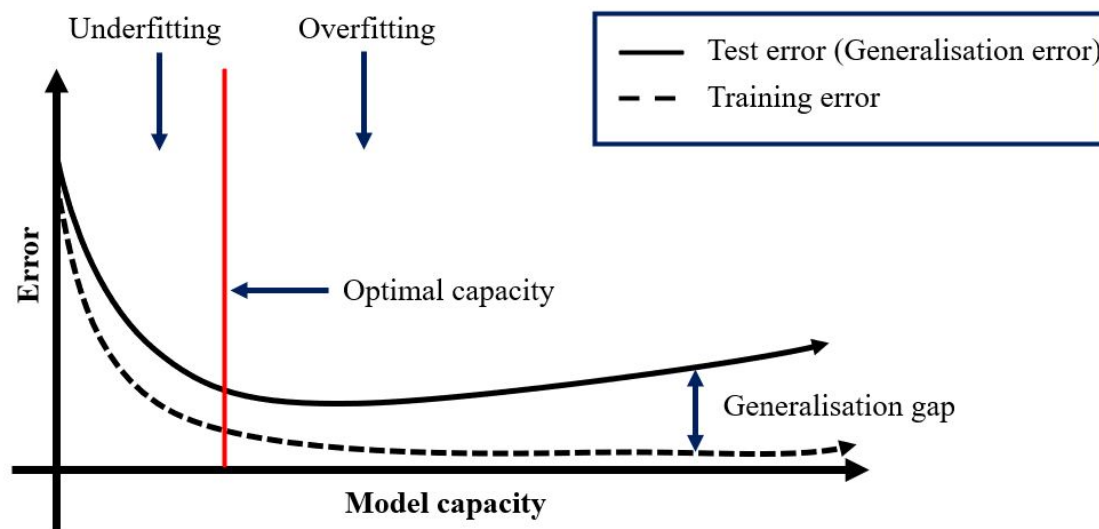 Underfitting
Overfitting
Test error (Generalisation error)
Training error
Error
Optimal capacity
Generalisation gap
Model capacity